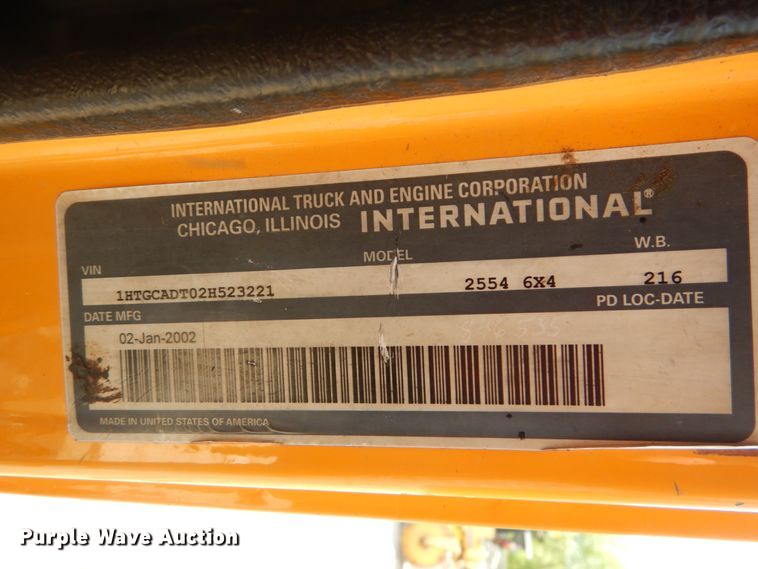 INTERNATIONAL TRUCK AND ENGINE CORPORATION
CHICAGO, ILLINOIS INTERNATIONAL®
VIN MODEL W.B.
1HTGCADT02H523221 2554 6X4 216
DATE MFG PD LOC-DATE
02-Jan-2002
MADE IN UNITED STATES OF AMERICA
Purple Wave Auction